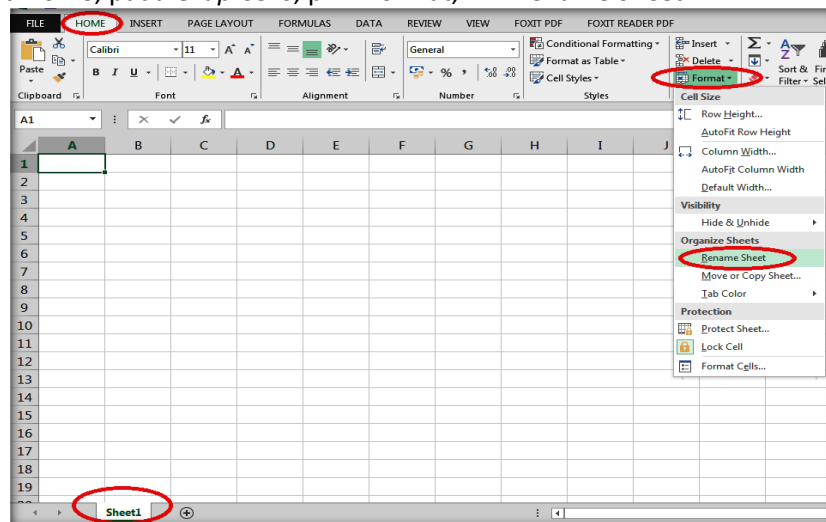 FILE HOME INSERT PAGE LAYOUT FORMULAS DATA REVIEW VIEW FOXIT PDF FOXIT READER PDF
Calibri 11 A A General Conditional Formatting Insert Σ
Paste B I U A % , Format as Table Delete Sort &
Cell Styles Format Filter
Clipboard Font Alignment Number Styles
Cell Size
A1 fx
Row Height...
AutoFit Row Height
Column Width...
AutoFit Column Width
Default Width...
Visibility
Hide & Unhide
Organize Sheets
Rename Sheet
Move or Copy Sheet...
Tab Color
Protection
Protect Sheet...
Lock Cell
Format Cells...
A B C D E F G H I J
1
2
3
4
5
6
7
8
9
10
11
12
13
14
15
16
17
18
19
Sheet1